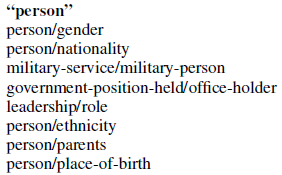 “person”
person/gender
person/nationality
military-service/military-person
government-position-held/office-holder
leadership/role
person/ethnicity
person/parents
person/place-of-birth